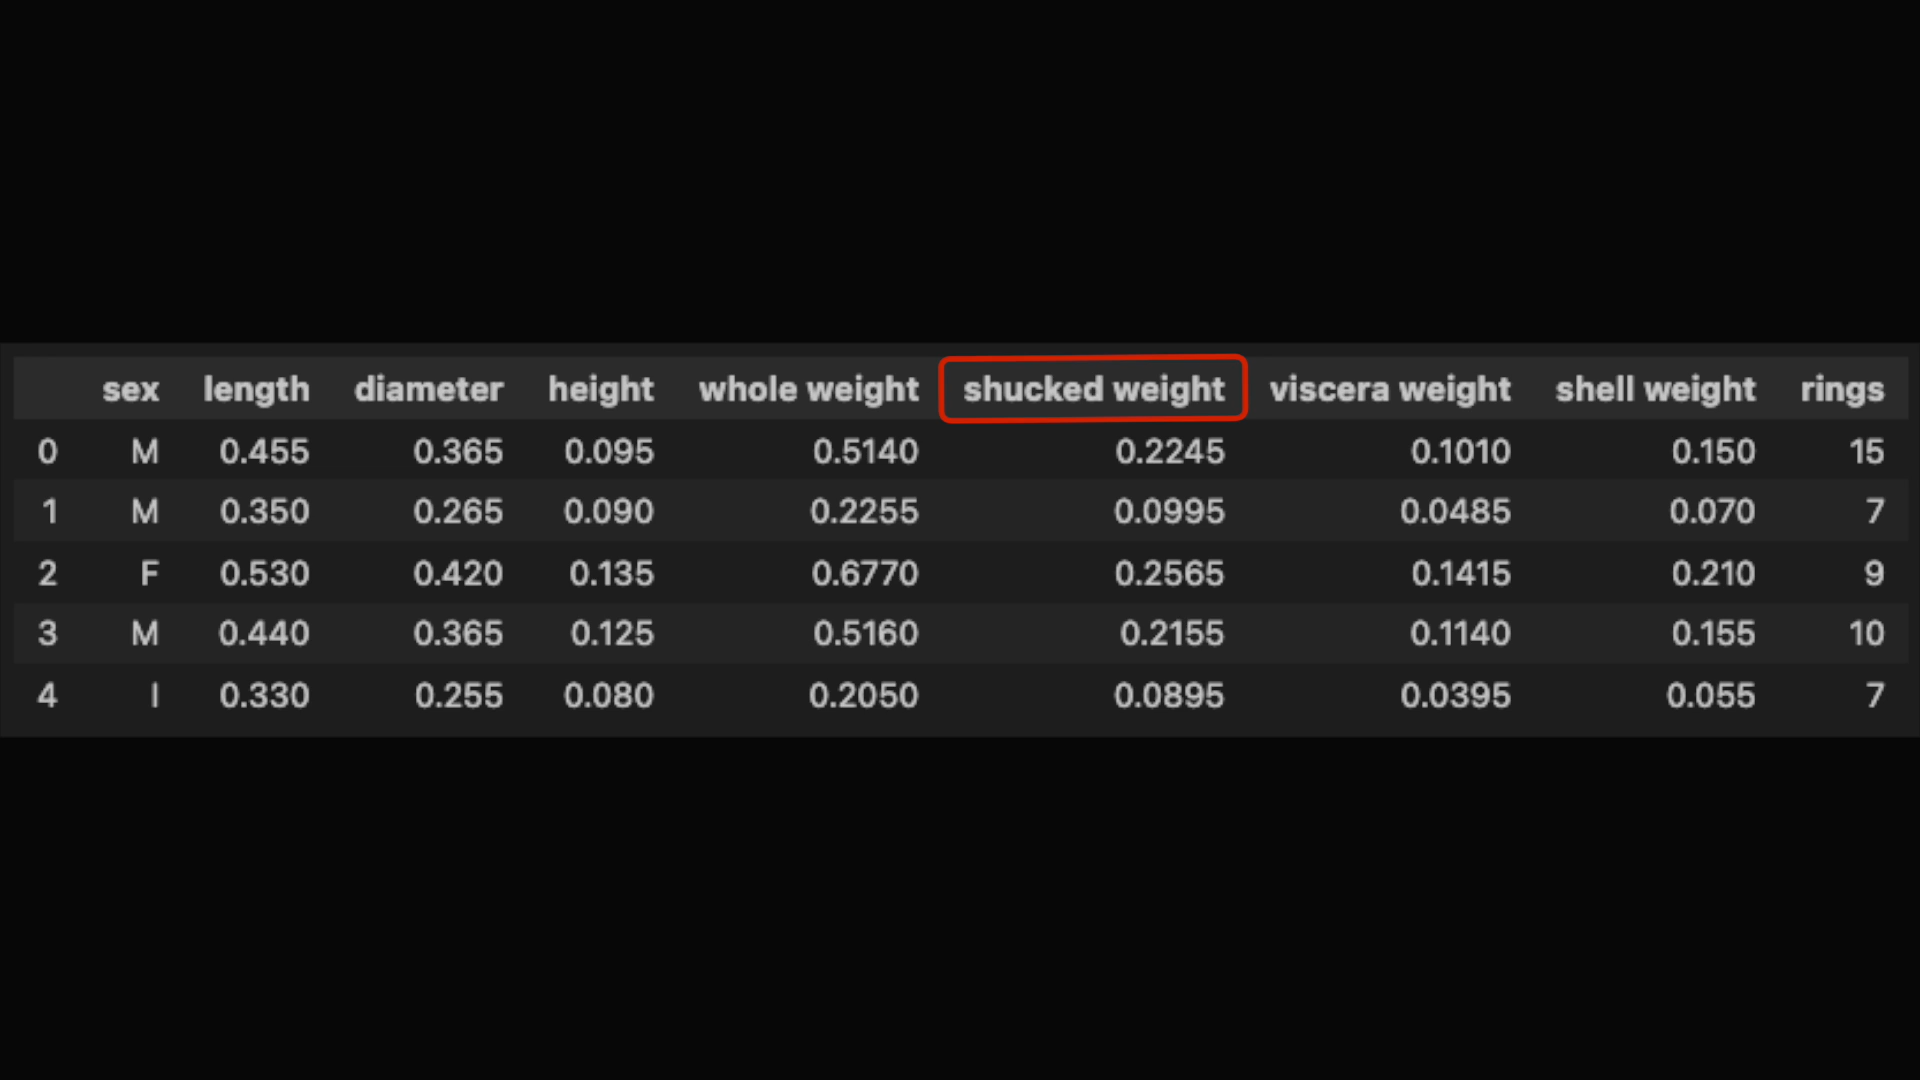 sex length diameter height whole weight shucked weight viscera weight shell weight rings
0 M 0.455 0.365 0.095 0.5140 0.2245 0.1010 0.150 15
1 M 0.350 0.265 0.090 0.2255 0.0995 0.0485 0.070 7
2 F 0.530 0.420 0.135 0.6770 0.2565 0.1415 0.210 9
3 M 0.440 0.365 0.125 0.5160 0.2155 0.1140 0.155 10
4 I 0.330 0.255 0.080 0.2050 0.0895 0.0395 0.055 7